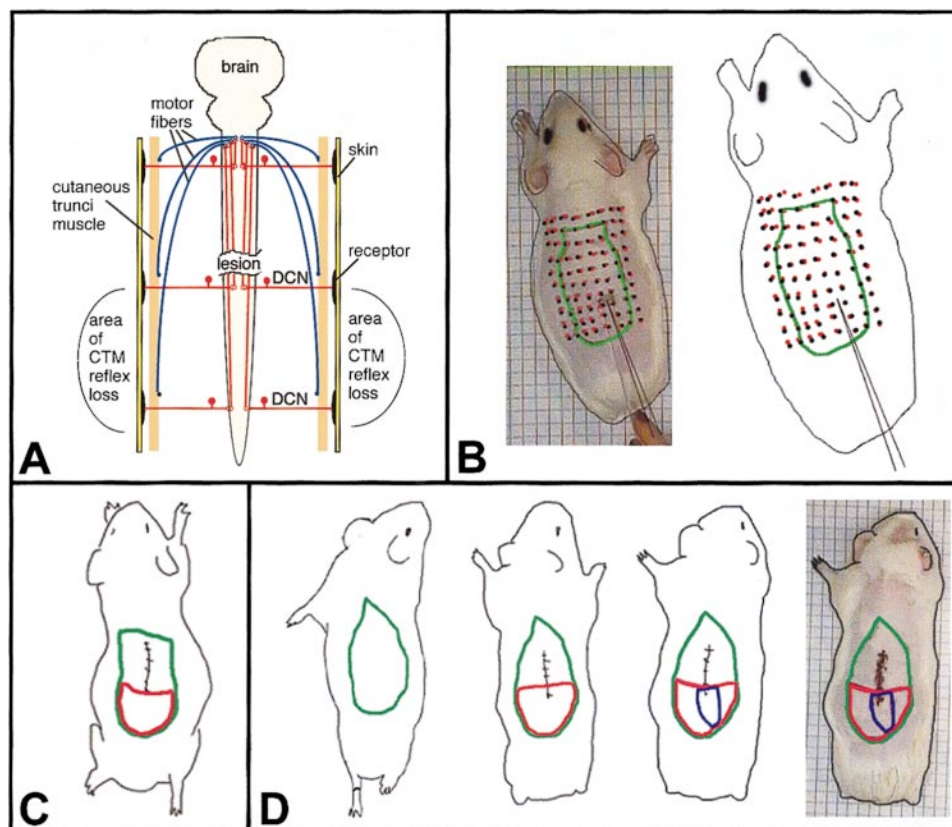 brain
motor
fibers
skin
cutaneous
trunci
muscle
receptor
lesion
DCN
area
of
CTM
reflex
loss
area
of
CTM
reflex
loss
DCN
A
B
C
D